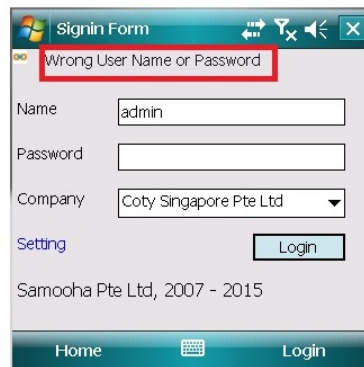 Signin Form
Wrong User Name or Password
Name admin
Password
Company Coty Singapore Pte Ltd
Setting Login
Samooha Pte Ltd, 2007 - 2015
Home Login